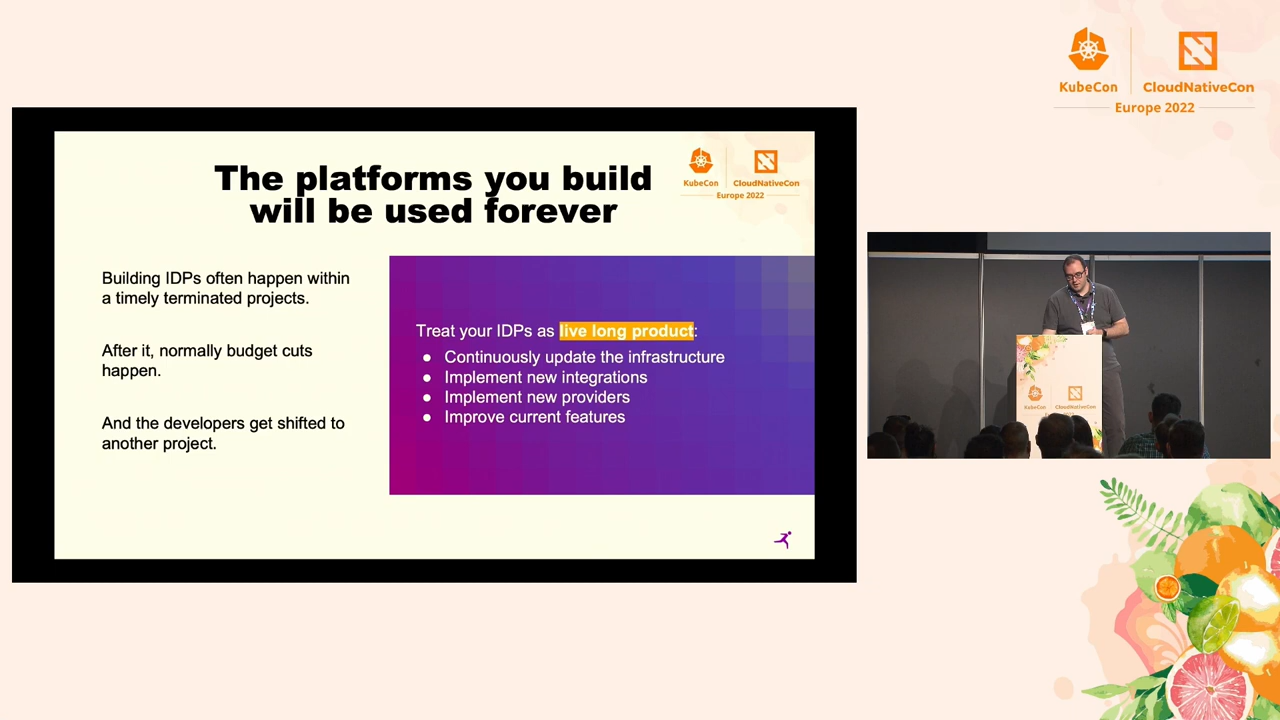 KubeCon
CloudNativeCon
Europe 2022
The platforms you build
will be used forever
KubeCon
CloudNativeCon
Europe 2022
Building IDPs often happen within
a timely terminated projects.
After it, normally budget cuts
happen.
And the developers get shifted to
another project.
Treat your IDPs as live long product:
● Continuously update the infrastructure
● Implement new integrations
● Implement new providers
● Improve current features
KubeCon
CloudNativeCon